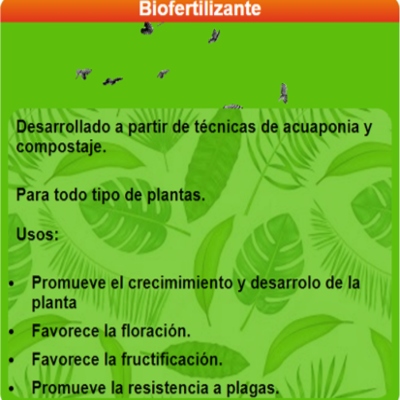 Biofertilizante
Desarrollado a partir de técnicas de acuaponia y
compostaje.
Para todo tipo de plantas.
Usos:
• Promueve el crecimimiento y desarrolo de la
planta
• Favorece la floración.
• Favorece la fructificación.
• Promueve la resistencia a plagas.